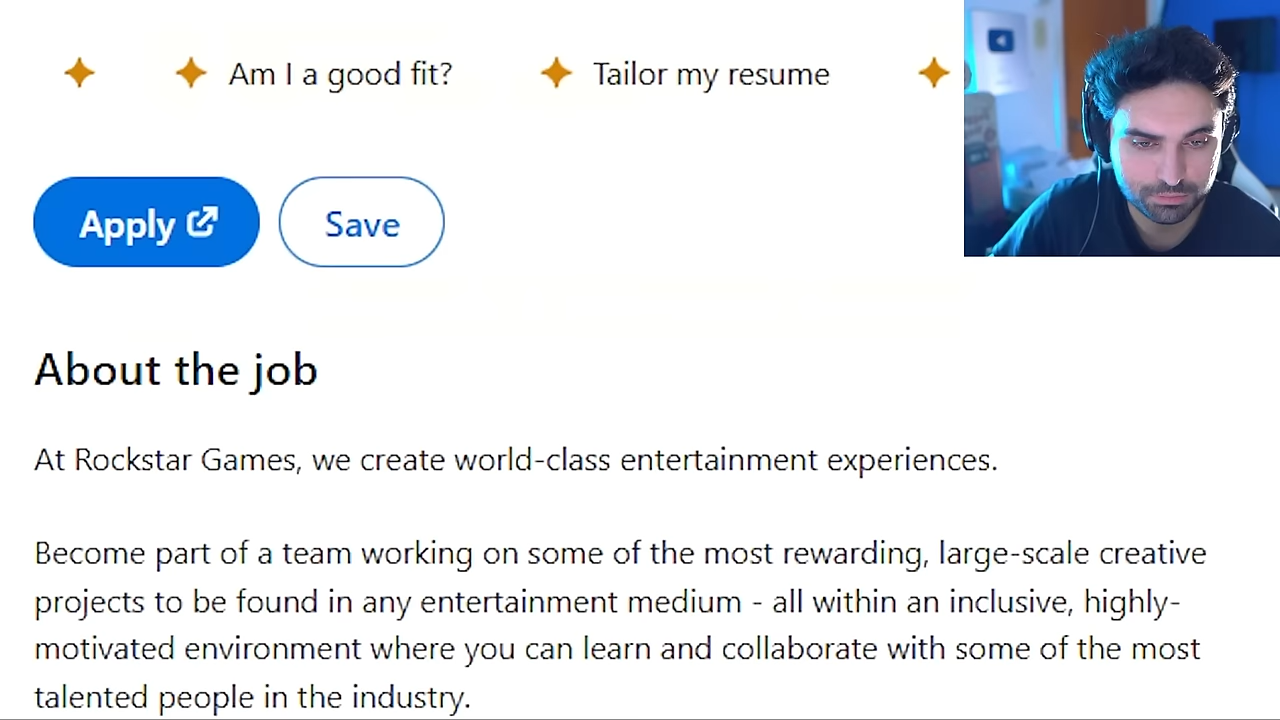 Am I a good fit?
Tailor my resume
Apply
Save
About the job
At Rockstar Games, we create world-class entertainment experiences.
Become part of a team working on some of the most rewarding, large-scale creative
projects to be found in any entertainment medium - all within an inclusive, highly-
motivated environment where you can learn and collaborate with some of the most
talented people in the industry.